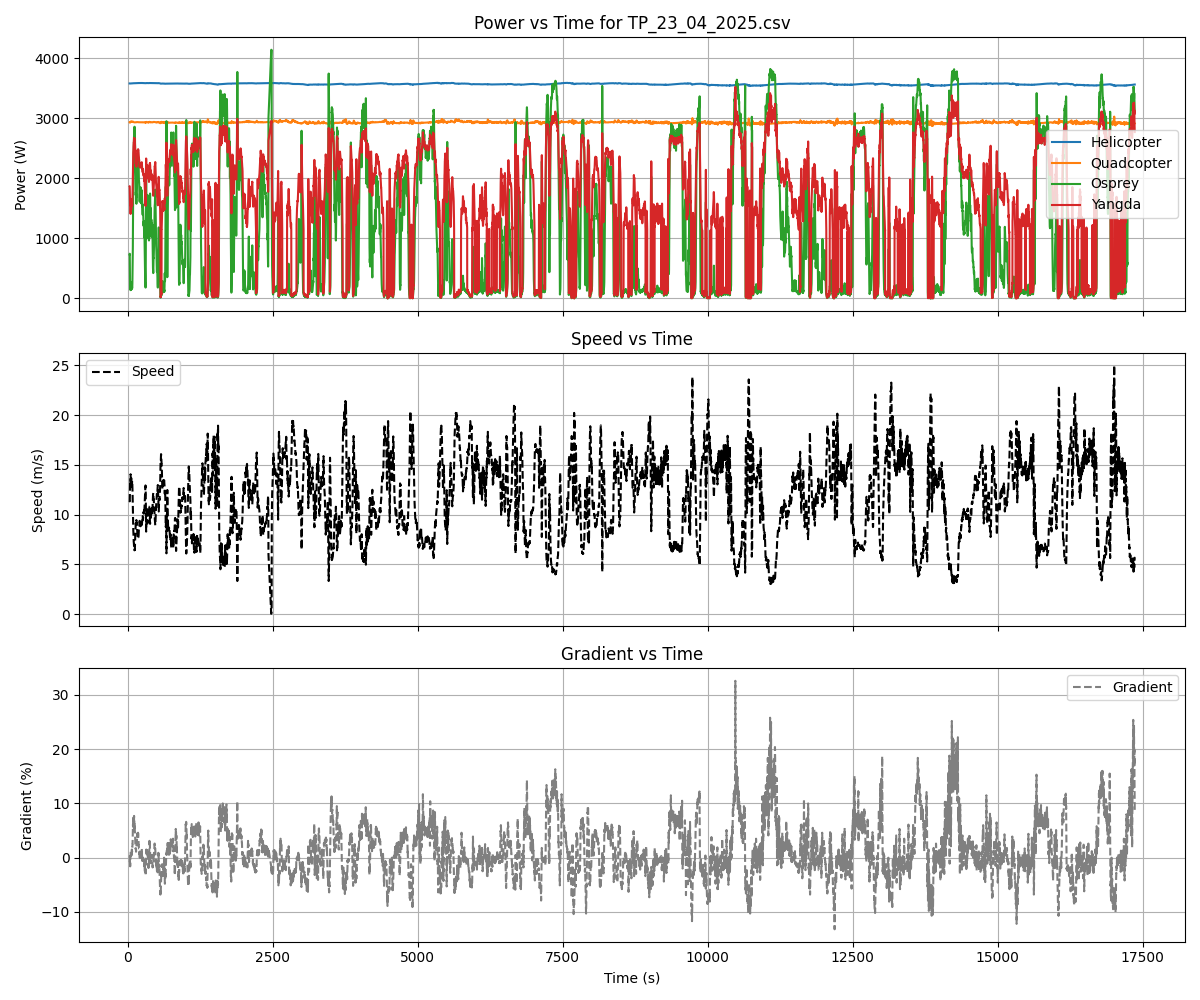 Power vs Time for TP_23_04_2025.csv
Power (W)
4000
3000
2000
1000
0
Helicopter
Quadcopter
Osprey
Yangda
Speed vs Time
Speed (m/s)
25
20
15
10
5
0
Speed
Gradient vs Time
Gradient (%)
30
20
10
0
−10
Gradient
0 2500 5000 7500 10000 12500 15000 17500
Time (s)